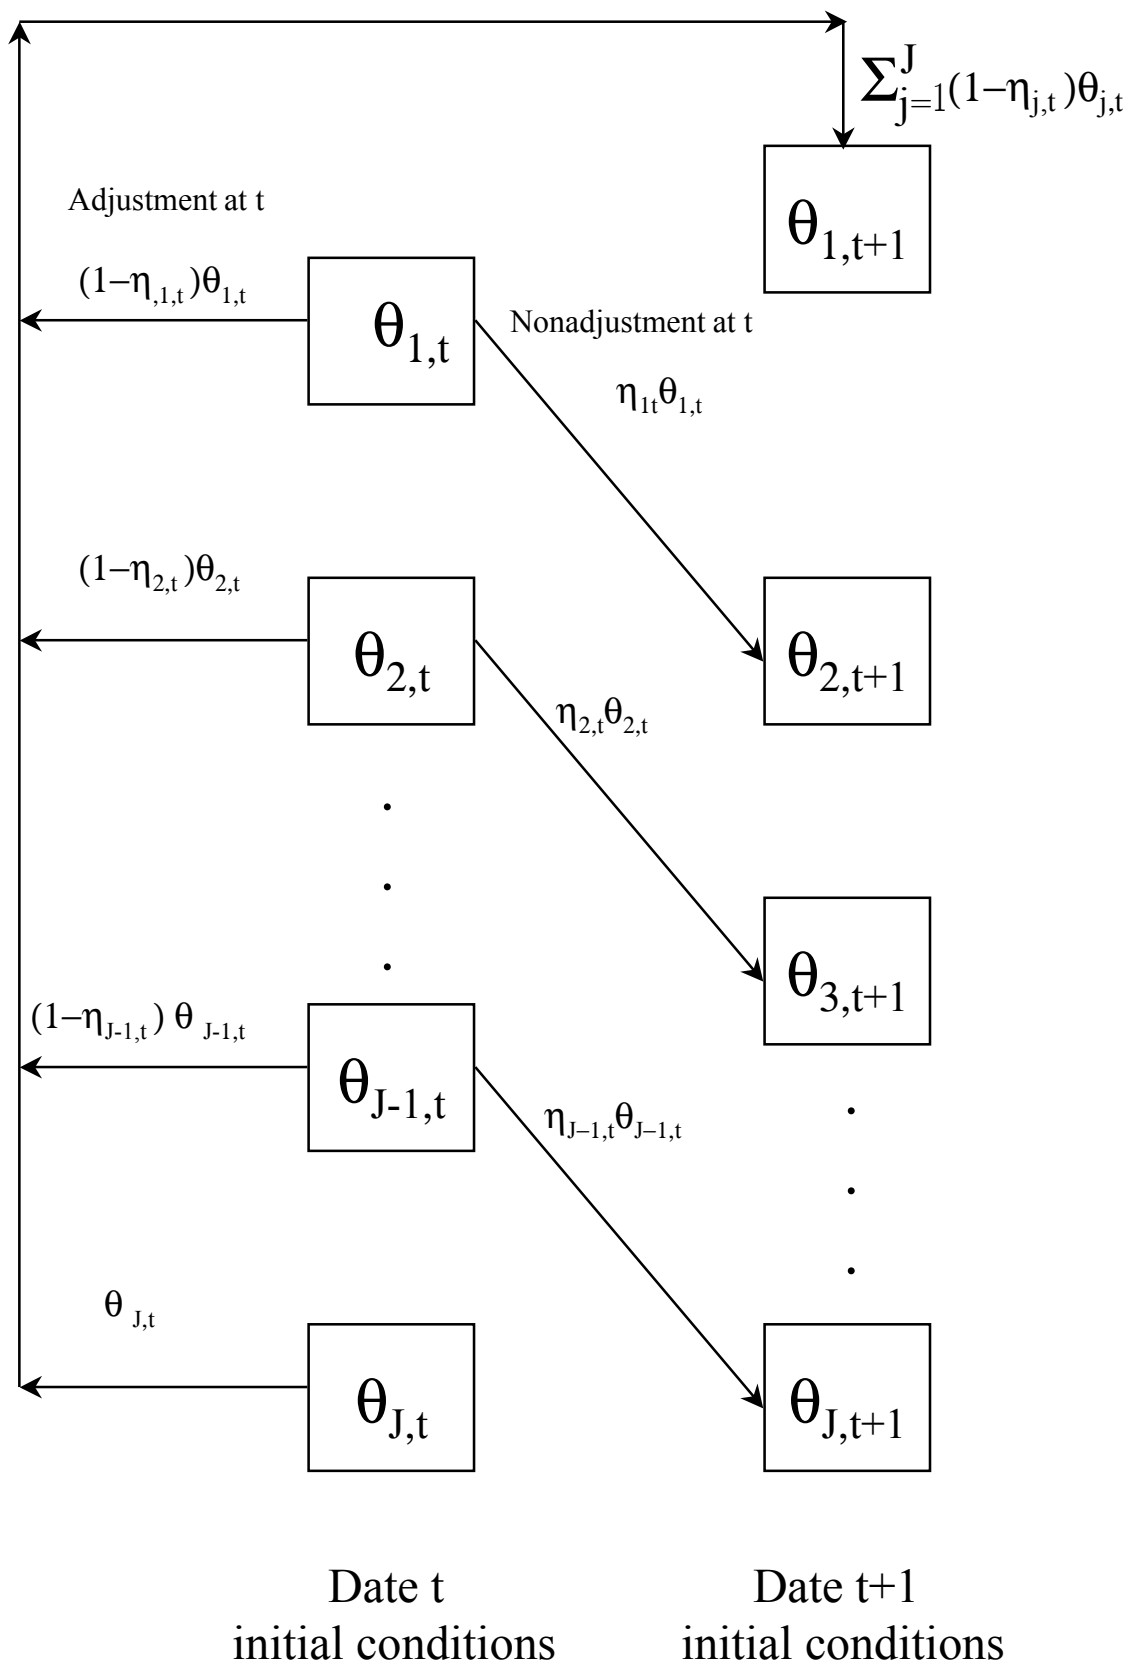 Σ_{j=1}^{J}(1−η_{j,t})θ_{j,t}
θ_{1,t+1}
Adjustment at t
(1−η_{,1,t})θ_{1,t}
θ_{1,t}
Nonadjustment at t
η_{1t}θ_{1,t}
(1−η_{2,t})θ_{2,t}
θ_{2,t}
θ_{2,t+1}
η_{2,t}θ_{2,t}
.
.
.
θ_{3,t+1}
(1−η_{J-1,t}) θ_{J-1,t}
θ_{J-1,t}
η_{J−1,t}θ_{J−1,t}
.
.
.
θ_{J,t}
θ_{J,t}
θ_{J,t+1}
Date t
initial conditions
Date t+1
initial conditions